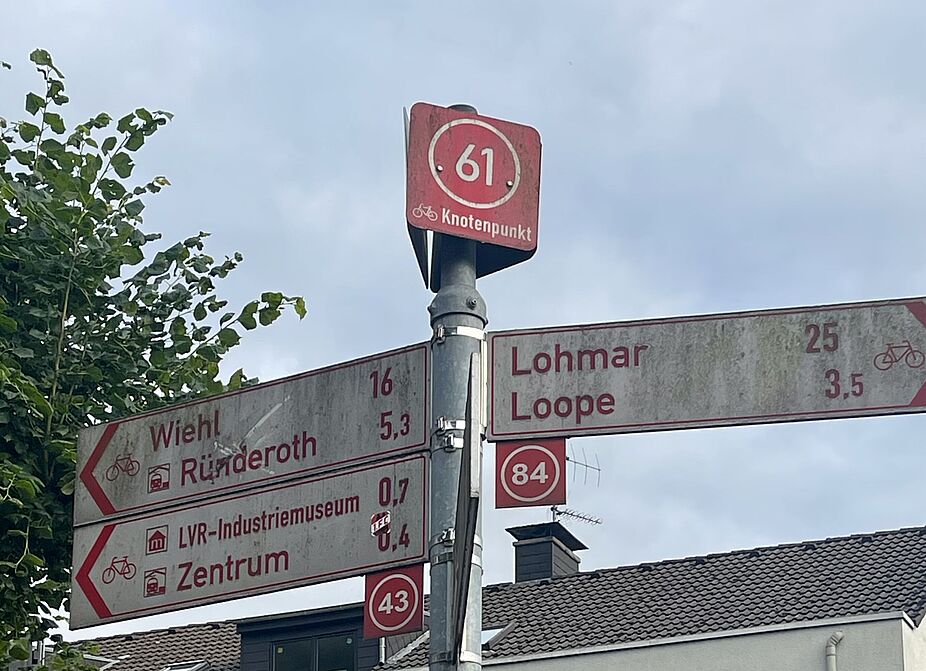 61
Knotenpunkt
Lohmar 25
Loope 3,5
84
Wiehl 16
Ründeroth 5,3
LVR-Industriemuseum 0,7
LFC
Zentrum 0,4
43